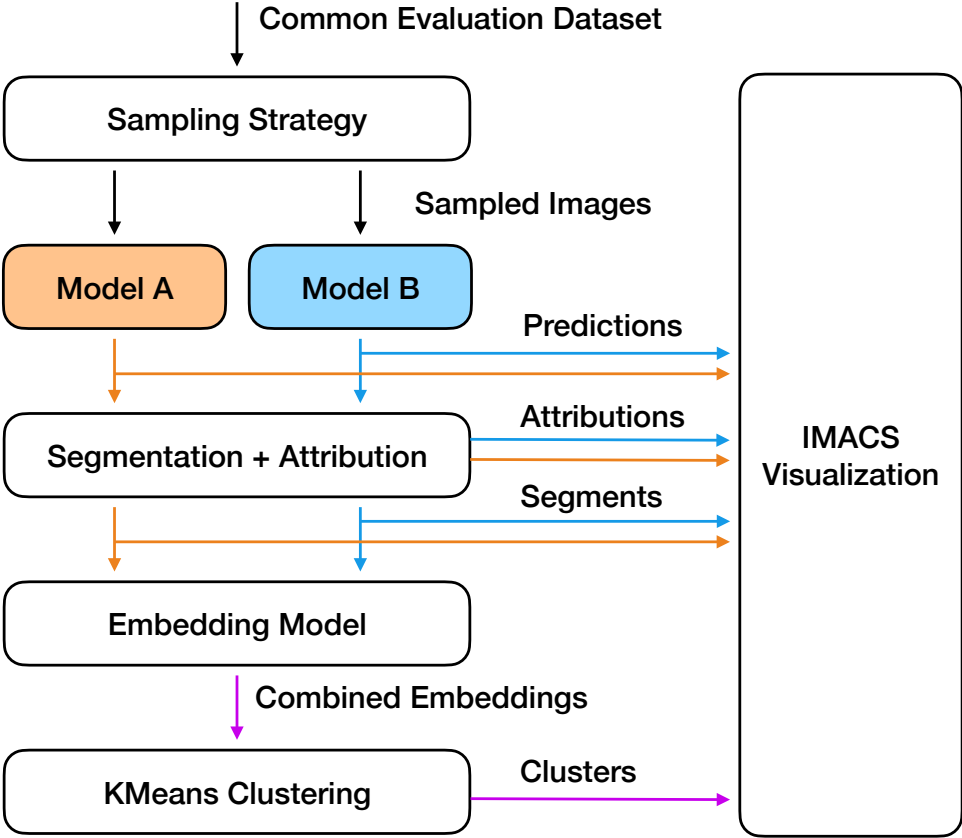 Common Evaluation Dataset
Sampling Strategy
Sampled Images
Model A
Model B
Predictions
Attributions
Segmentation + Attribution
IMACS
Visualization
Segments
Embedding Model
Combined Embeddings
Clusters
KMeans Clustering